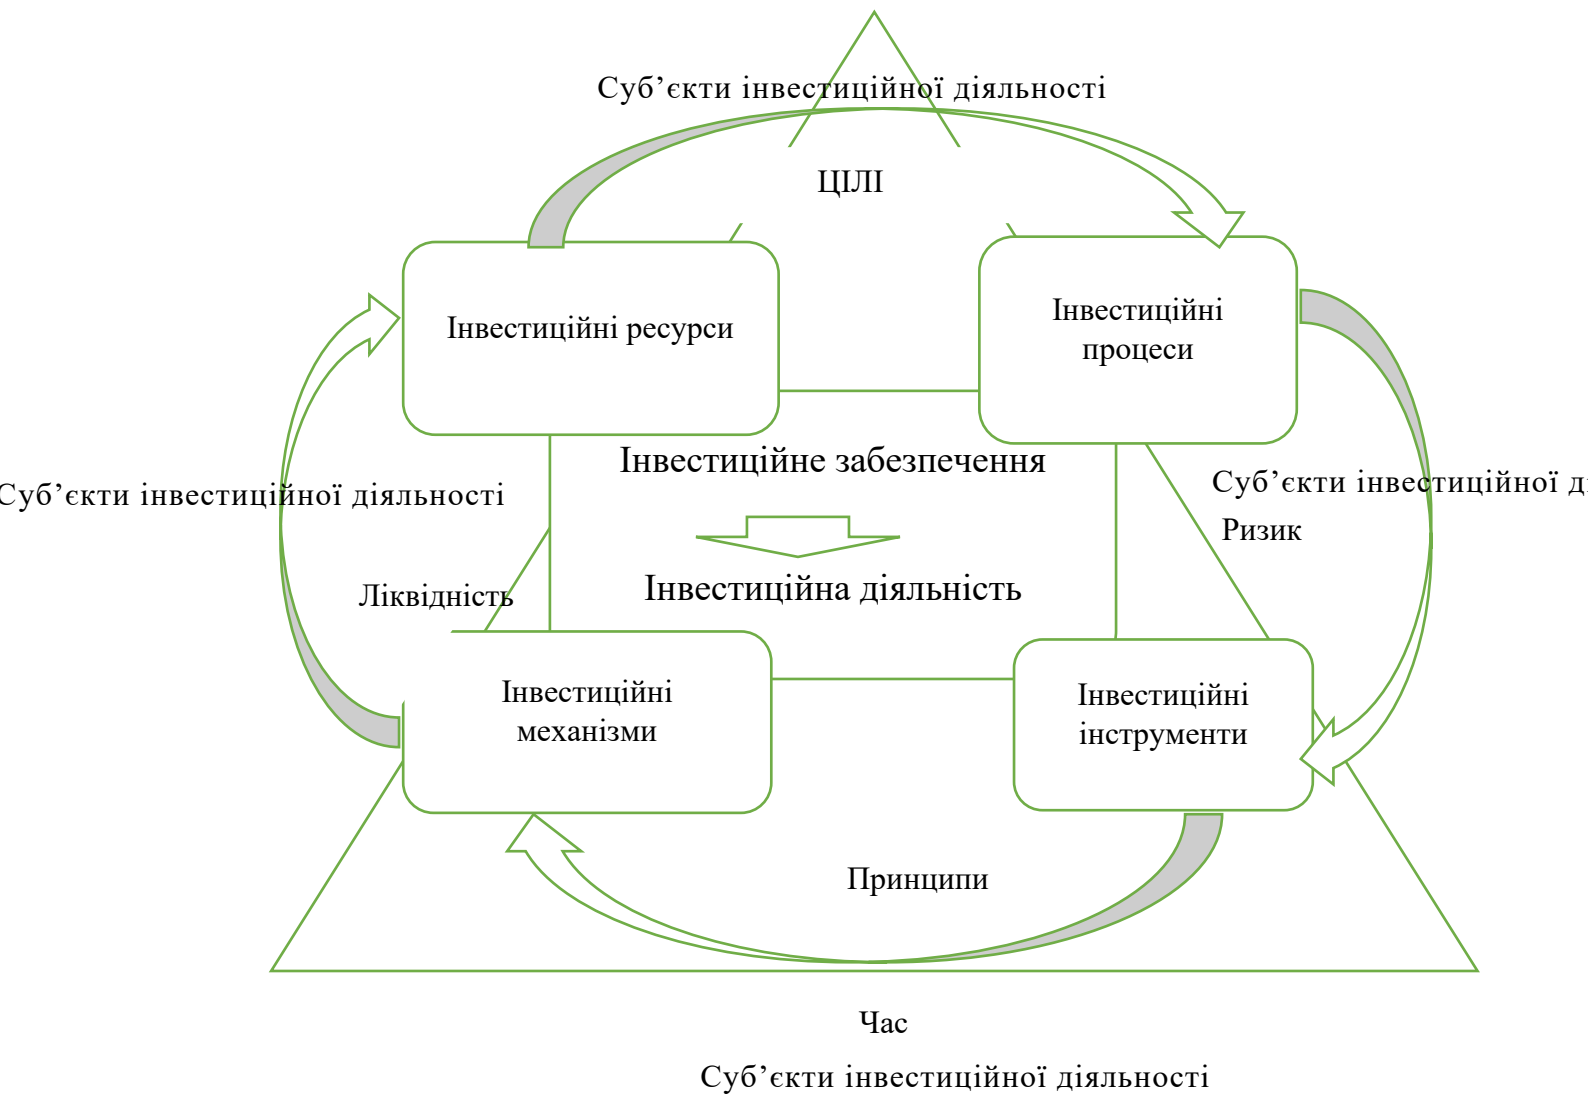 Суб’єкти інвестиційної діяльності
ЦІЛІ
Інвестиційні ресурси
Інвестиційні
процеси
Інвестиційне забезпечення
Суб’єкти інвестиційної діяльності
Суб’єкти інвестиційної
Ризик
Ліквідність
Інвестиційна діяльність
Інвестиційні
механізми
Інвестиційні
інструменти
Принципи
Час
Суб’єкти інвестиційної діяльності